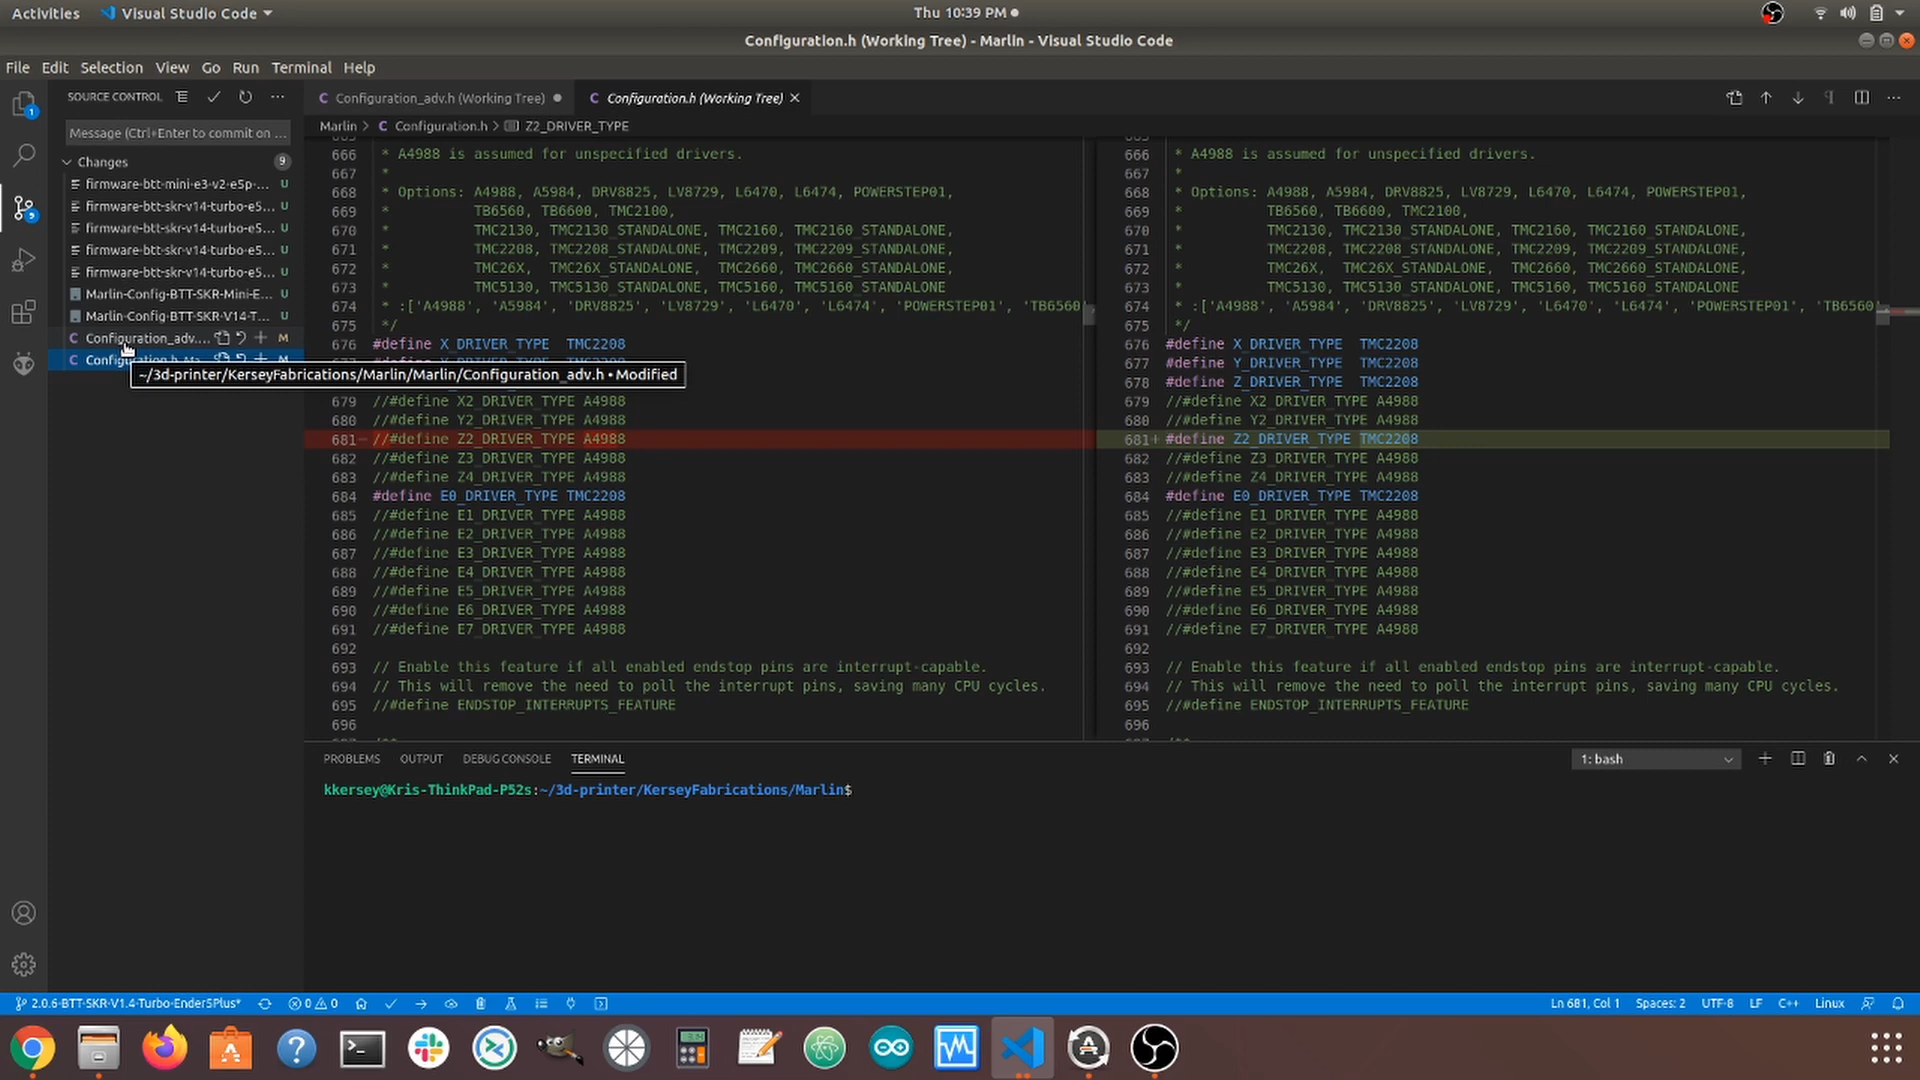 Activities
Visual Studio Code
Thu 10:39 PM
Configuration.h (Working Tree) - Marlin - Visual Studio Code
File Edit Selection View Go Run Terminal Help
SOURCE CONTROL
Message (Ctrl+Enter to commit on ...
Changes 9
firmware-btt-mini-e3-v2-e5p-... U
firmware-btt-skr-v14-turbo-e5... U
firmware-btt-skr-v14-turbo-e5... U
firmware-btt-skr-v14-turbo-e5... U
firmware-btt-skr-v14-turbo-e5... U
Marlin-Config-BTT-SKR-Mini-E... U
Marlin-Config-BTT-SKR-V14-T... U
Configuration_adv.... M
~/3d-printer/KerseyFabrications/Marlin/Marlin/Configuration_adv.h • Modified
Configuration_adv.h (Working Tree)
Configuration.h (Working Tree)
Marlin > Configuration.h > Z2_DRIVER_TYPE
666 * A4988 is assumed for unspecified drivers.
667 *
668 * Options: A4988, A5984, DRV8825, LV8729, L6470, L6474, POWERSTEP01,
669 * TB6560, TB6600, TMC2100,
670 * TMC2130, TMC2130_STANDALONE, TMC2160, TMC2160_STANDALONE,
671 * TMC2208, TMC2208_STANDALONE, TMC2209, TMC2209_STANDALONE,
672 * TMC26X, TMC26X_STANDALONE, TMC2660, TMC2660_STANDALONE,
673 * TMC5130, TMC5130_STANDALONE, TMC5160, TMC5160_STANDALONE
674 * :['A4988', 'A5984', 'DRV8825', 'LV8729', 'L6470', 'L6474', 'POWERSTEP01', 'TB6560'
675 */
676 #define X_DRIVER_TYPE TMC2208
679 //#define X2_DRIVER_TYPE A4988
680 //#define Y2_DRIVER_TYPE A4988
681- //#define Z2_DRIVER_TYPE A4988
682 //#define Z3_DRIVER_TYPE A4988
683 //#define Z4_DRIVER_TYPE A4988
684 #define E0_DRIVER_TYPE TMC2208
685 //#define E1_DRIVER_TYPE A4988
686 //#define E2_DRIVER_TYPE A4988
687 //#define E3_DRIVER_TYPE A4988
688 //#define E4_DRIVER_TYPE A4988
689 //#define E5_DRIVER_TYPE A4988
690 //#define E6_DRIVER_TYPE A4988
691 //#define E7_DRIVER_TYPE A4988
692
693 // Enable this feature if all enabled endstop pins are interrupt-capable.
694 // This will remove the need to poll the interrupt pins, saving many CPU cycles.
695 //#define ENDSTOP_INTERRUPTS_FEATURE
696
666 * A4988 is assumed for unspecified drivers.
667 *
668 * Options: A4988, A5984, DRV8825, LV8729, L6470, L6474, POWERSTEP01,
669 * TB6560, TB6600, TMC2100,
670 * TMC2130, TMC2130_STANDALONE, TMC2160, TMC2160_STANDALONE,
671 * TMC2208, TMC2208_STANDALONE, TMC2209, TMC2209_STANDALONE,
672 * TMC26X, TMC26X_STANDALONE, TMC2660, TMC2660_STANDALONE,
673 * TMC5130, TMC5130_STANDALONE, TMC5160, TMC5160_STANDALONE
674 * :['A4988', 'A5984', 'DRV8825', 'LV8729', 'L6470', 'L6474', 'POWERSTEP01', 'TB6560'
675 */
676 #define X_DRIVER_TYPE TMC2208
677 #define Y_DRIVER_TYPE TMC2208
678 #define Z_DRIVER_TYPE TMC2208
679 //#define X2_DRIVER_TYPE A4988
680 //#define Y2_DRIVER_TYPE A4988
681+ #define Z2_DRIVER_TYPE TMC2208
682 //#define Z3_DRIVER_TYPE A4988
683 //#define Z4_DRIVER_TYPE A4988
684 #define E0_DRIVER_TYPE TMC2208
685 //#define E1_DRIVER_TYPE A4988
686 //#define E2_DRIVER_TYPE A4988
687 //#define E3_DRIVER_TYPE A4988
688 //#define E4_DRIVER_TYPE A4988
689 //#define E5_DRIVER_TYPE A4988
690 //#define E6_DRIVER_TYPE A4988
691 //#define E7_DRIVER_TYPE A4988
692
693 // Enable this feature if all enabled endstop pins are interrupt-capable.
694 // This will remove the need to poll the interrupt pins, saving many CPU cycles.
695 //#define ENDSTOP_INTERRUPTS_FEATURE
696
PROBLEMS OUTPUT DEBUG CONSOLE TERMINAL
1: bash
kkersey@Kris-ThinkPad-P52s:~/3d-printer/KerseyFabrications/Marlin$
2.0.6-BTT-SKR-V1.4-Turbo-Ender5Plus* 0 0
Ln 681, Col 1 Spaces: 2 UTF-8 LF C++ Linux